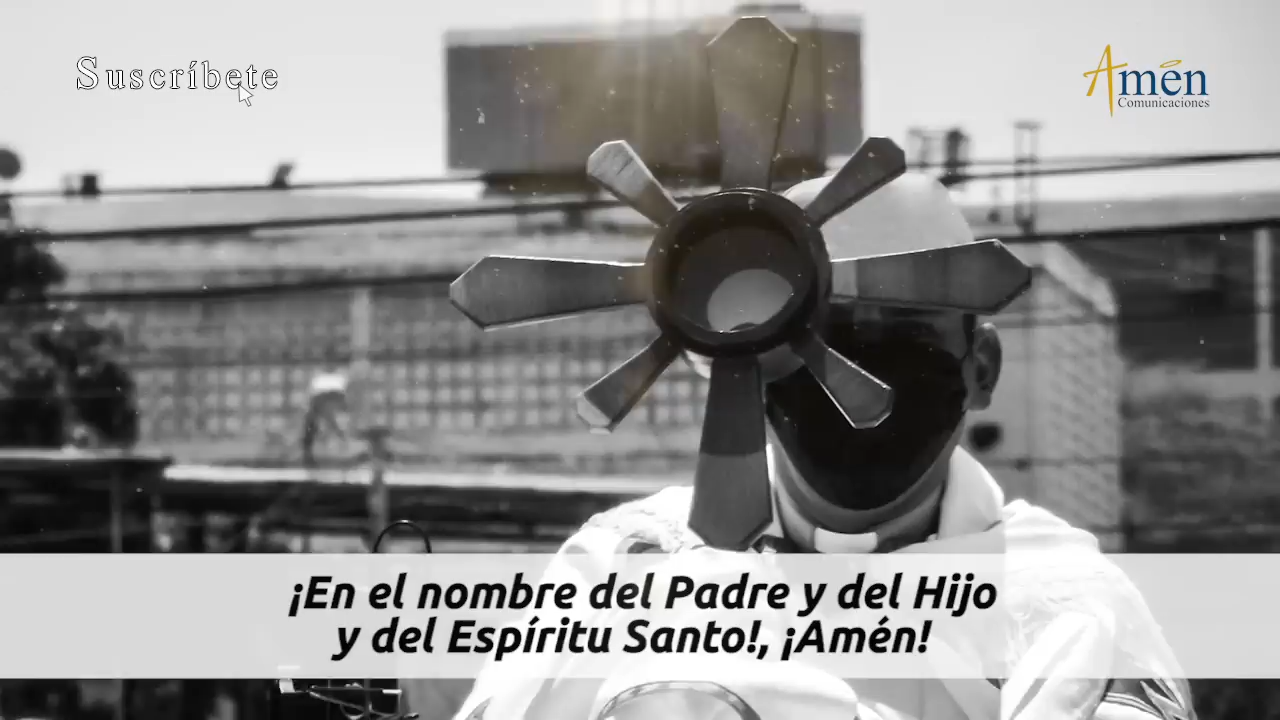 Suscríbete
Amén
Comunicaciones
¡En el nombre del Padre y del Hijo
y del Espíritu Santo!, ¡Amén!